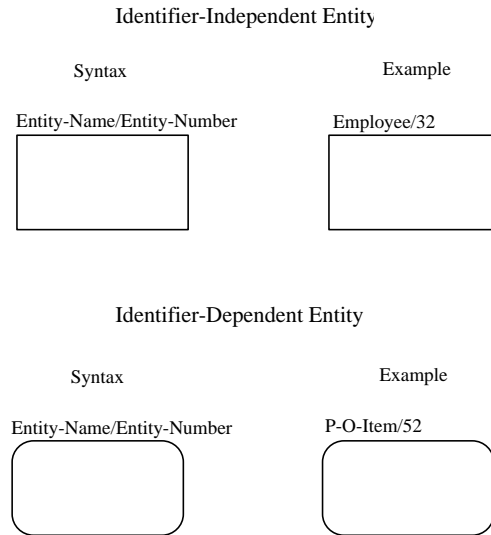 Identifier-Independent Entity
Syntax
Example
Entity-Name/Entity-Number
Employee/32
Identifier-Dependent Entity
Syntax
Example
Entity-Name/Entity-Number
P-O-Item/52